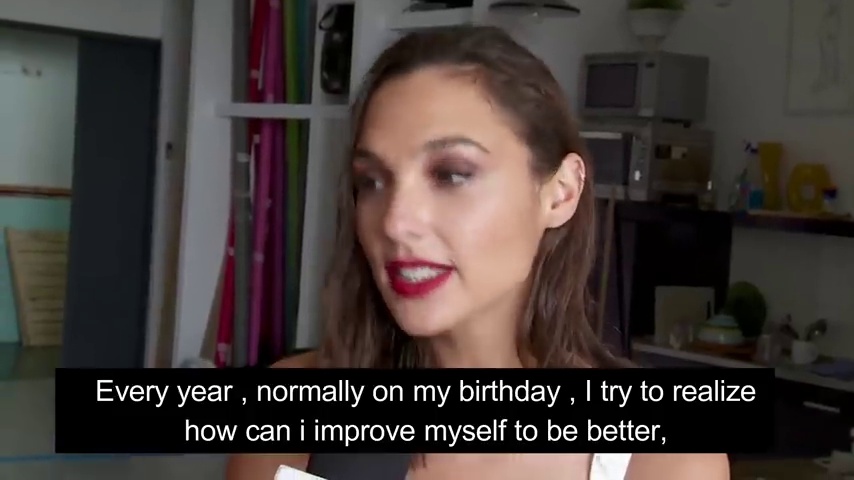 Every year , normally on my birthday , I try to realize
how can i improve myself to be better,